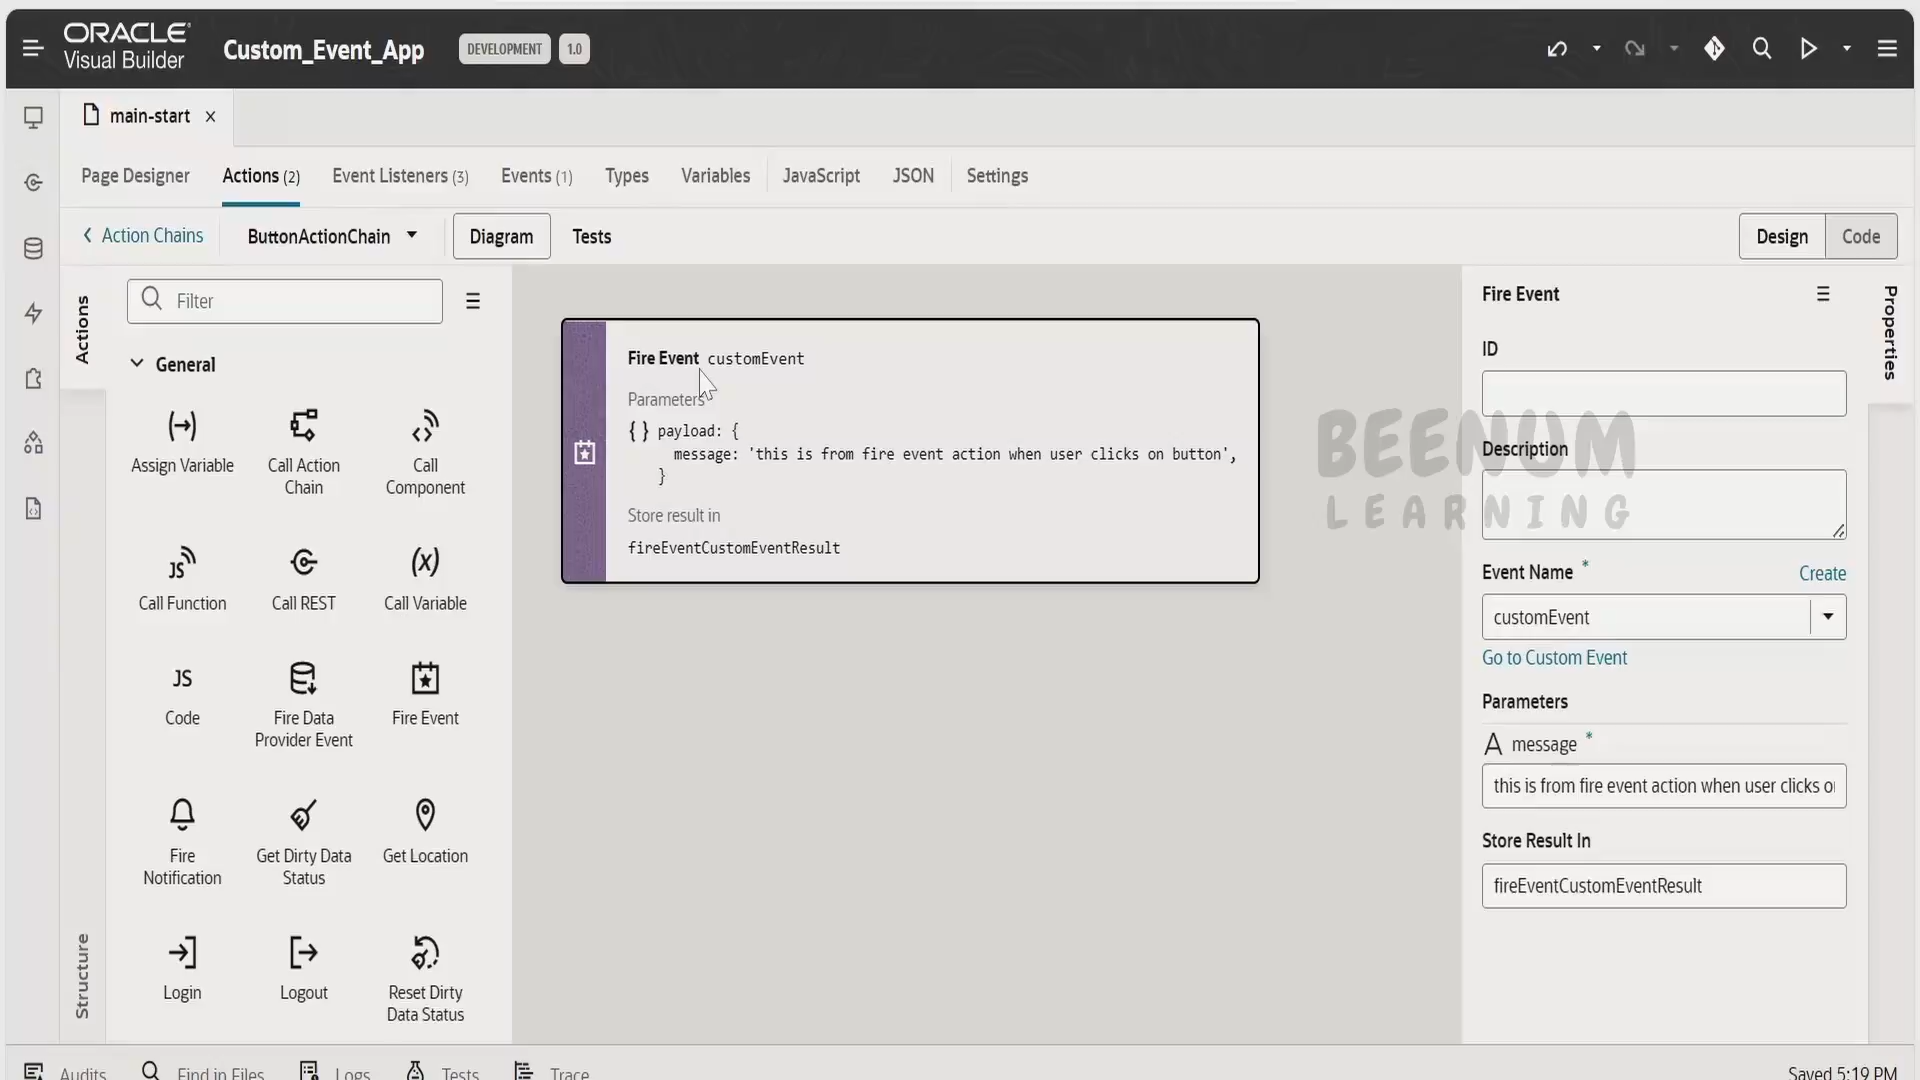 ORACLE
Visual Builder
Custom_Event_App
DEVELOPMENT
1.0
main-start
Page Designer
Actions (2)
Event Listeners (3)
Events (1)
Types
Variables
JavaScript
JSON
Settings
Action Chains
ButtonActionChain
Diagram
Tests
Design
Code
Actions
Filter
General
Assign Variable
Call Action
Chain
Call
Component
Call Function
Call REST
Call Variable
JS
Code
Fire Data
Provider Event
Fire Event
Fire
Notification
Get Dirty Data
Status
Get Location
Login
Logout
Reset Dirty
Data Status
Structure
Fire Event customEvent
Parameters
{ } payload: {
message: 'this is from fire event action when user clicks on button',
}
Store result in
fireEventCustomEventResult
Fire Event
Properties
ID
BEENUM
LEARNING
Description
Event Name *
Create
customEvent
Go to Custom Event
Parameters
A message *
this is from fire event action when user clicks o
Store Result In
fireEventCustomEventResult
Audits
Find in Files
Logs
Tests
Trace
Saved 5:19 PM